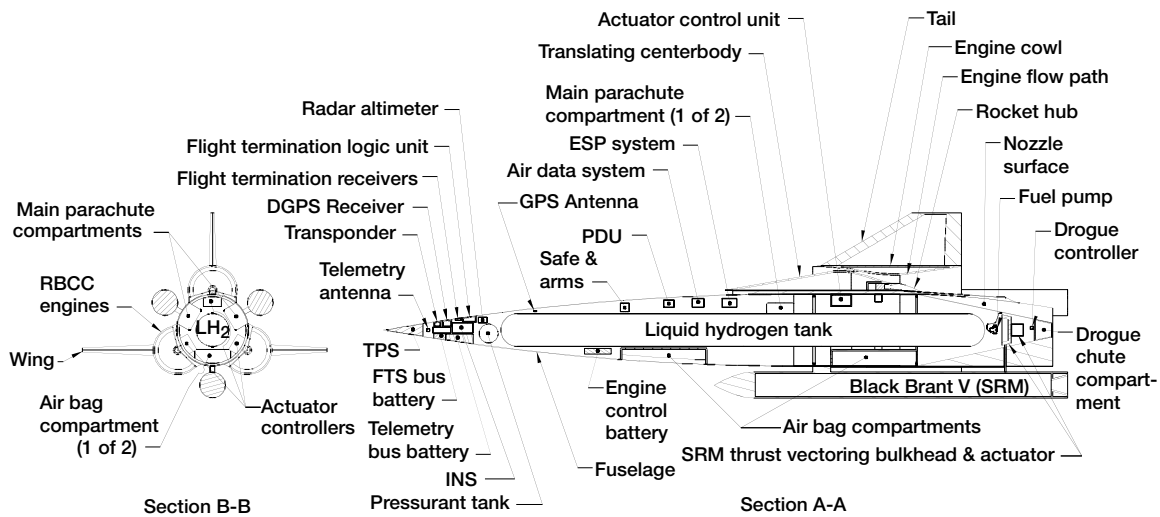 Main parachute
compartments
RBCC
engines
Wing
Air bag
compartment
(1 of 2)
LH2
Actuator
controllers
Section B-B
Radar altimeter
Flight termination logic unit
Flight termination receivers
DGPS Receiver
Transponder
Telemetry
antenna
TPS
FTS bus
battery
Telemetry
bus battery
INS
Pressurant tank
GPS Antenna
Actuator control unit
Translating centerbody
Main parachute
compartment (1 of 2)
ESP system
Air data system
PDU
Safe &
arms
Tail
Engine cowl
Engine flow path
Rocket hub
Nozzle
surface
Fuel pump
Drogue
controller
Liquid hydrogen tank
Black Brant V (SRM)
Drogue
chute
compart-
ment
Engine
control
battery
Air bag compartments
SRM thrust vectoring bulkhead & actuator
Fuselage
Section A-A